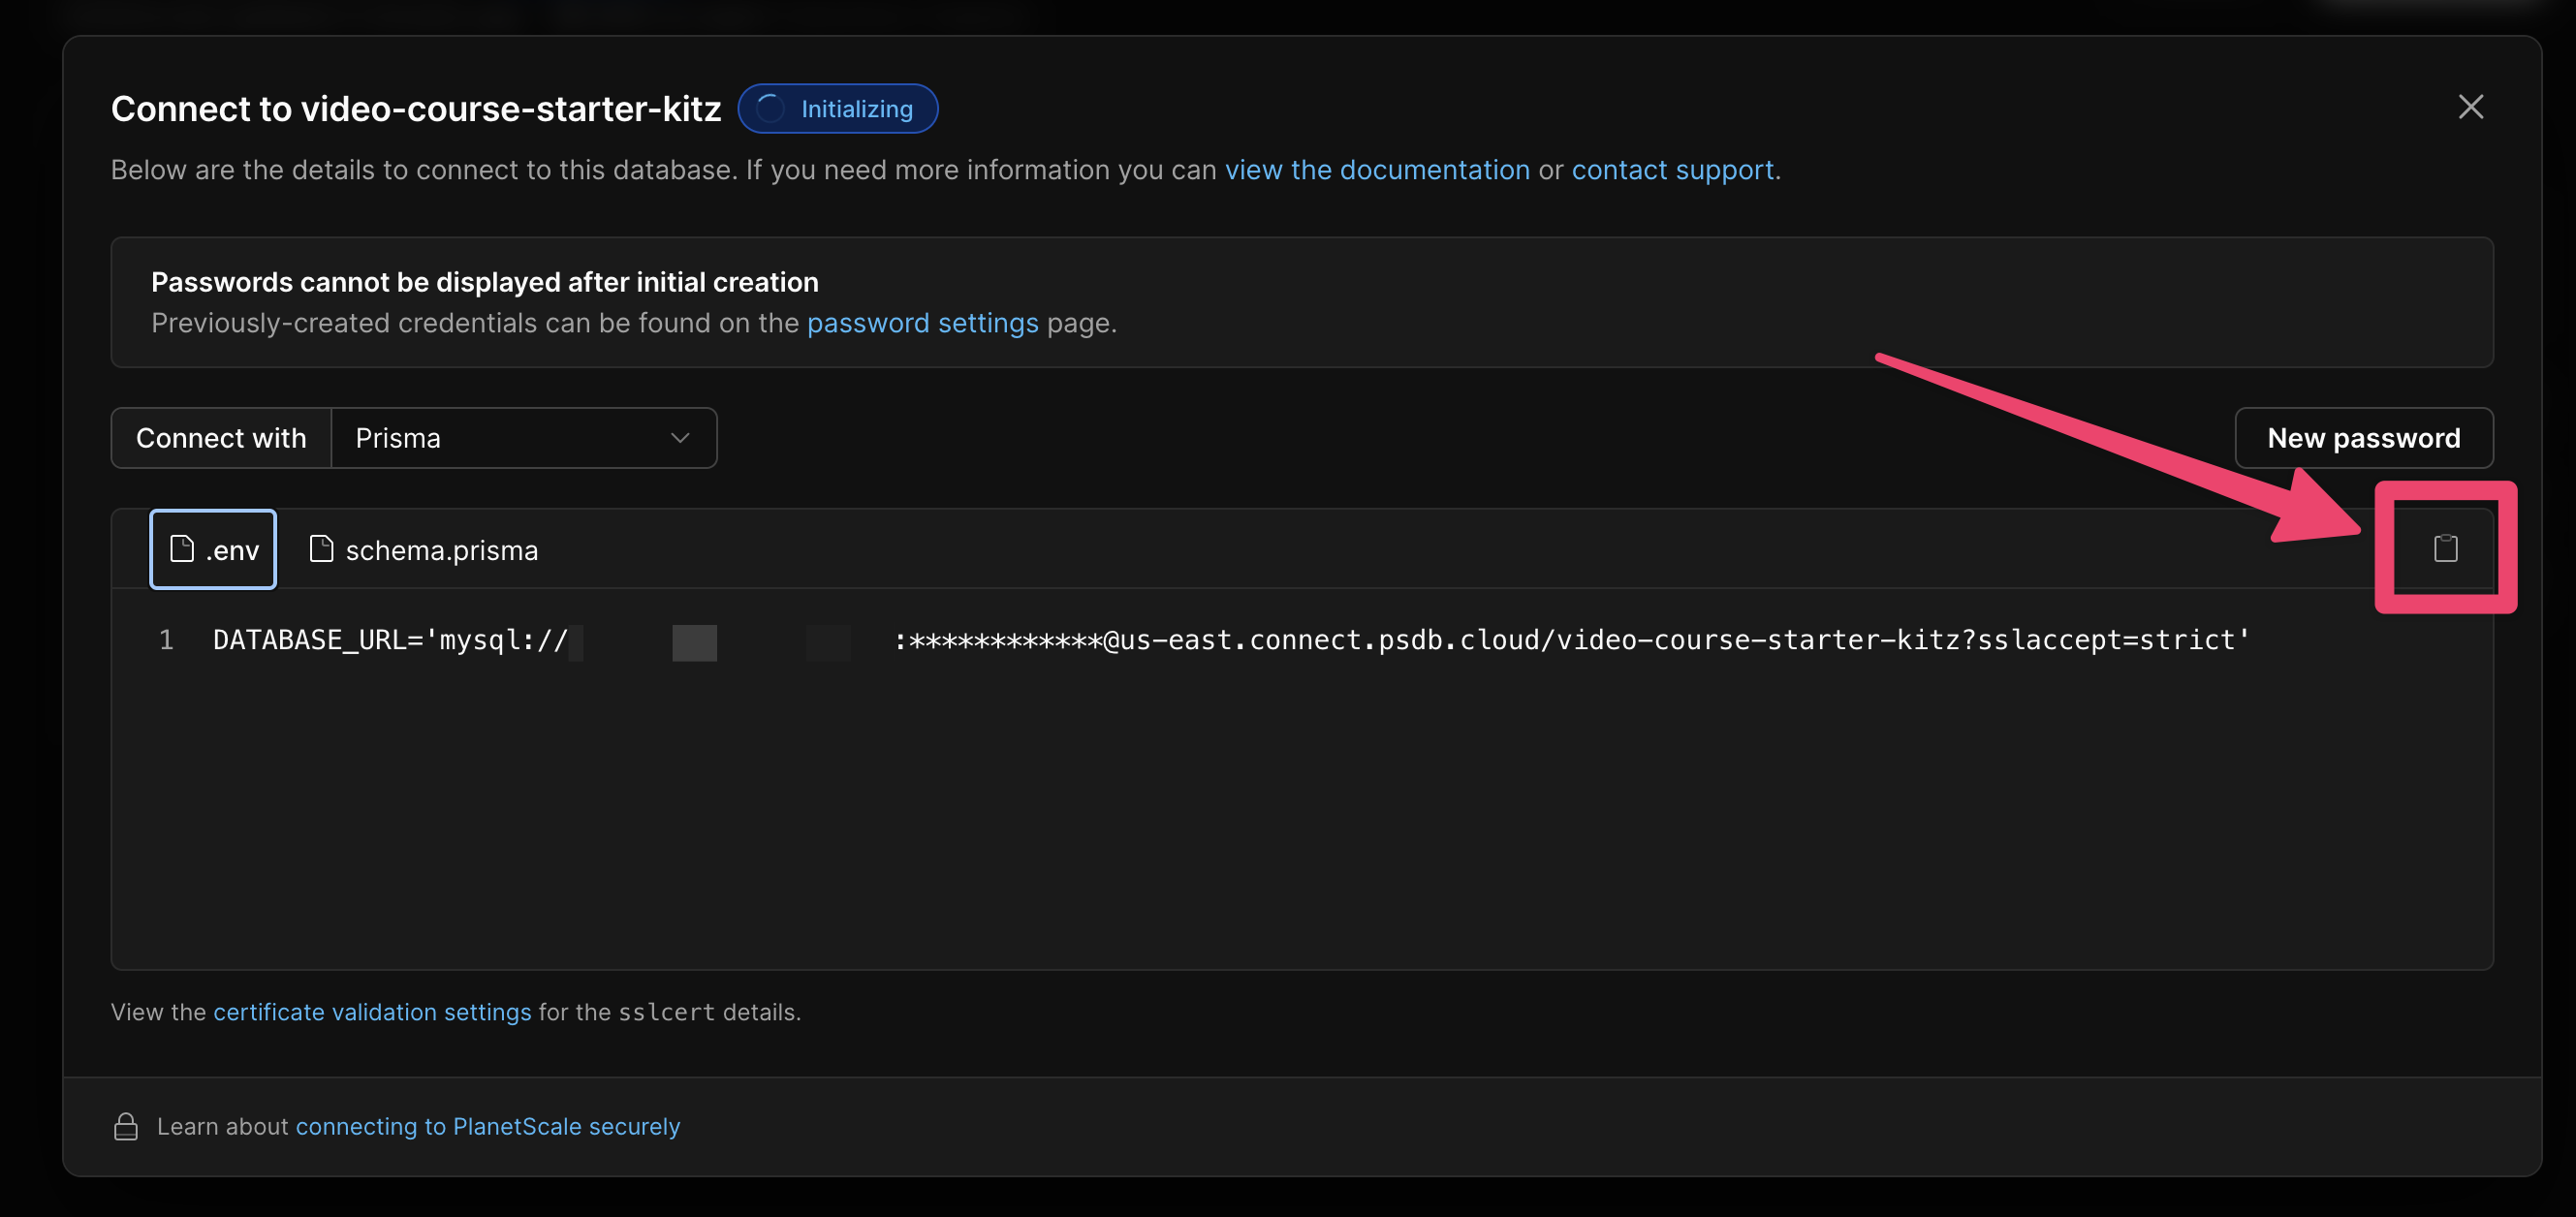 Connect to video-course-starter-kitz Initializing
Below are the details to connect to this database. If you need more information you can view the documentation or contact support.
Passwords cannot be displayed after initial creation
Previously-created credentials can be found on the password settings page.
Connect with Prisma New password
.env schema.prisma
1 DATABASE_URL='mysql:// :************@us-east.connect.psdb.cloud/video-course-starter-kitz?sslaccept=strict'
View the certificate validation settings for the sslcert details.
Learn about connecting to PlanetScale securely